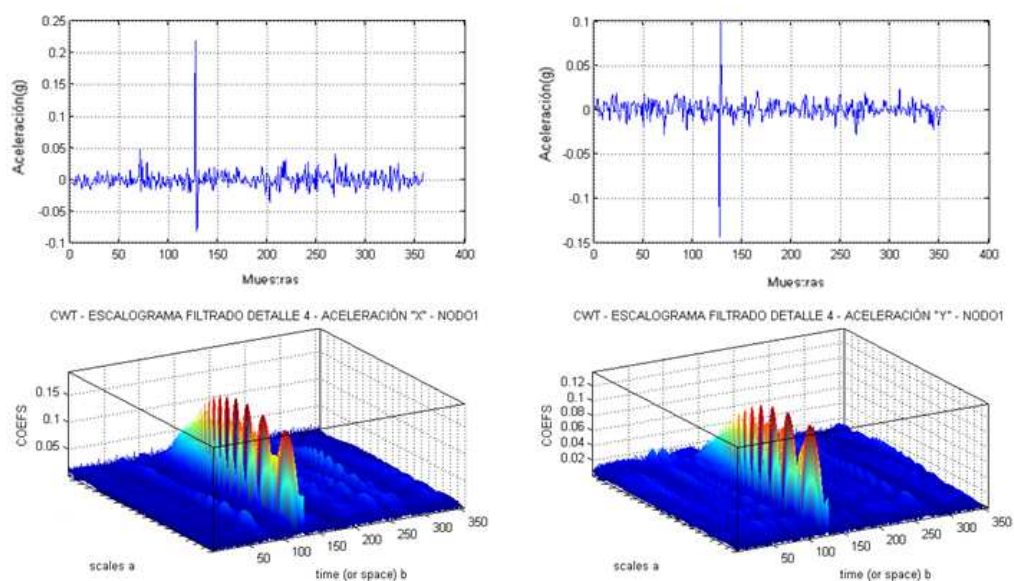 0.25
0.2
0.15
0.1
0.05
0
-0.05
-0.1
Aceleración(g)
0 50 100 150 200 250 300 350 400
Muestras
0.1
0.05
0
-0.05
-0.1
-0.15
Aceleración(g)
0 50 100 150 200 250 300 350 400
Muestras
CWT - ESCALOGRAMA FILTRADO DETALLE 4 - ACELERACIÓN "X" - NODO1
0.15
0.1
0.05
COEFS
scales a
50 100 150 200 250 300 350
time (or space) b
CWT - ESCALOGRAMA FILTRADO DETALLE 4 - ACELERACIÓN "Y" - NODO1
0.12
0.1
0.08
0.06
0.04
0.02
COEFS
scales a
50 100 150 200 250 300 350
time (or space) b